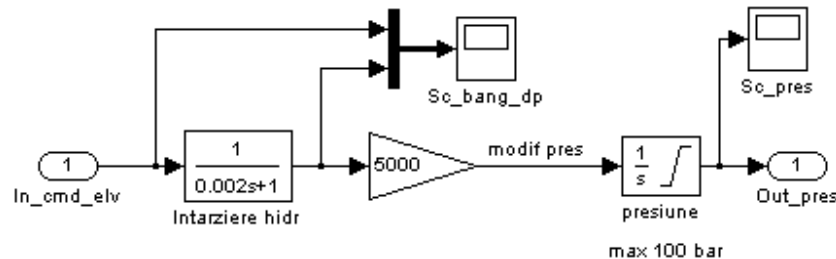 Sc_bang_dp
Sc_pres
1
In_cmd_elv
1
0.002s+1
Intarziere hidr
5000
modif pres
1
s
presiune
max 100 bar
1
Out_pres